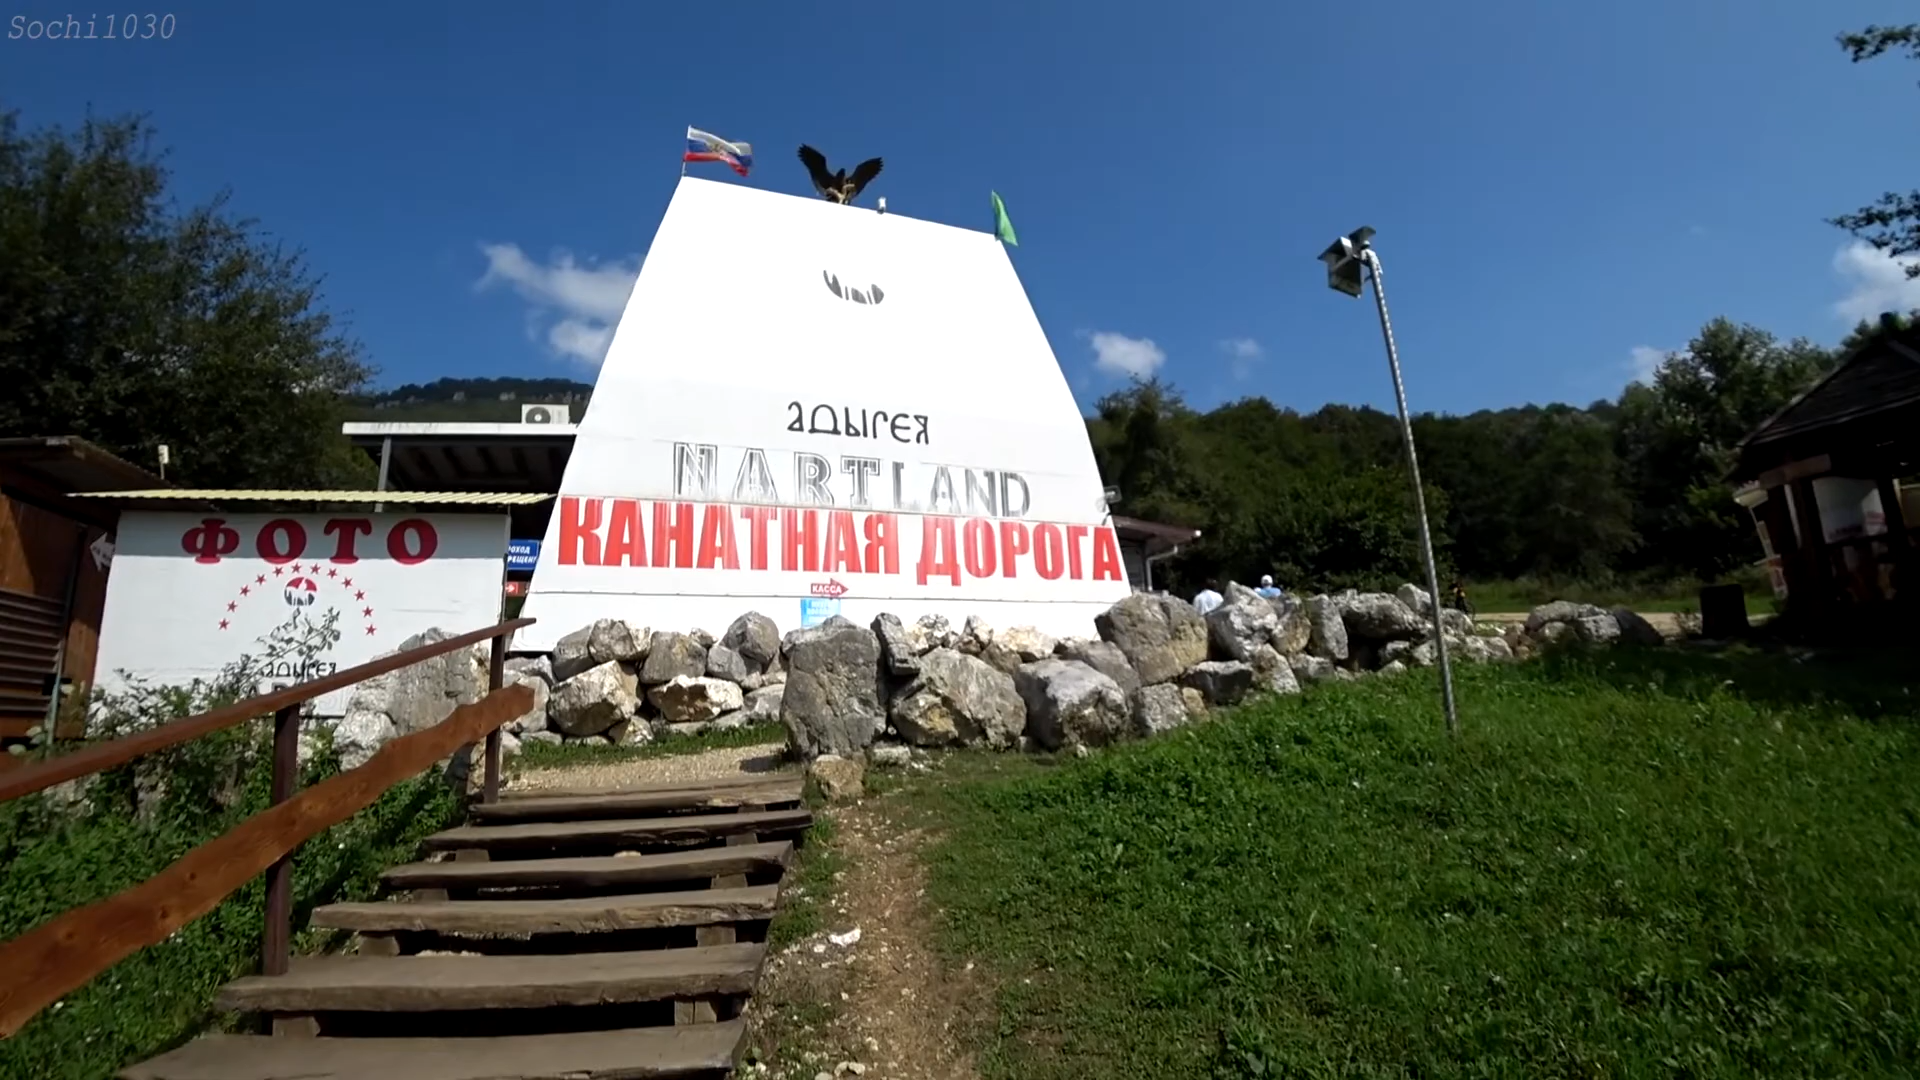 Sochi1030
адыгея
NARTLAND
КАНАТНАЯ ДОРОГА
КАССА
ФОТО
адыгея